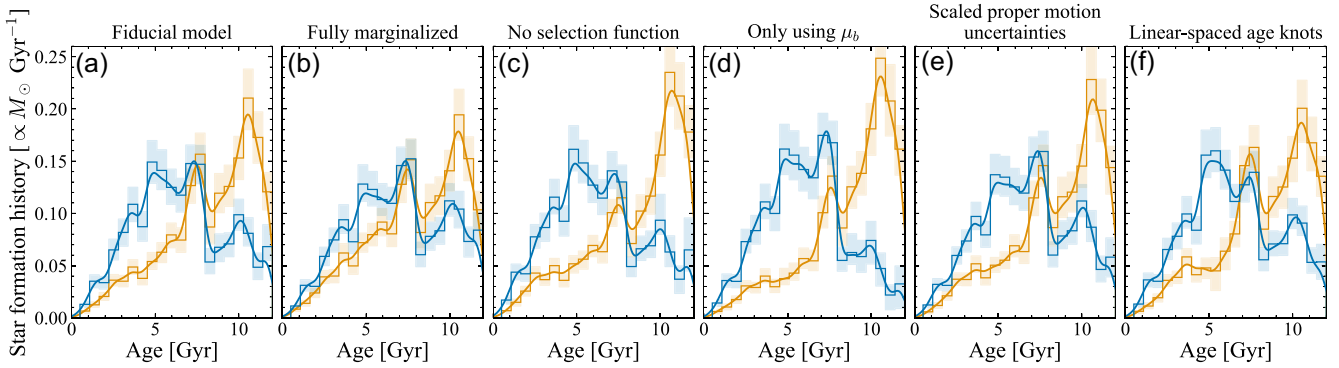 Fiducial model
Fully marginalized
No selection function
Only using μ_b
Scaled proper motion
uncertainties
Linear-spaced age knots
Star formation history [ ∝ M⊙ Gyr⁻¹]
0.25
0.20
0.15
0.10
0.05
0.00
(a)
(b)
(c)
(d)
(e)
(f)
0 5 10
0 5 10
0 5 10
0 5 10
0 5 10
0 5 10
Age [Gyr]
Age [Gyr]
Age [Gyr]
Age [Gyr]
Age [Gyr]
Age [Gyr]